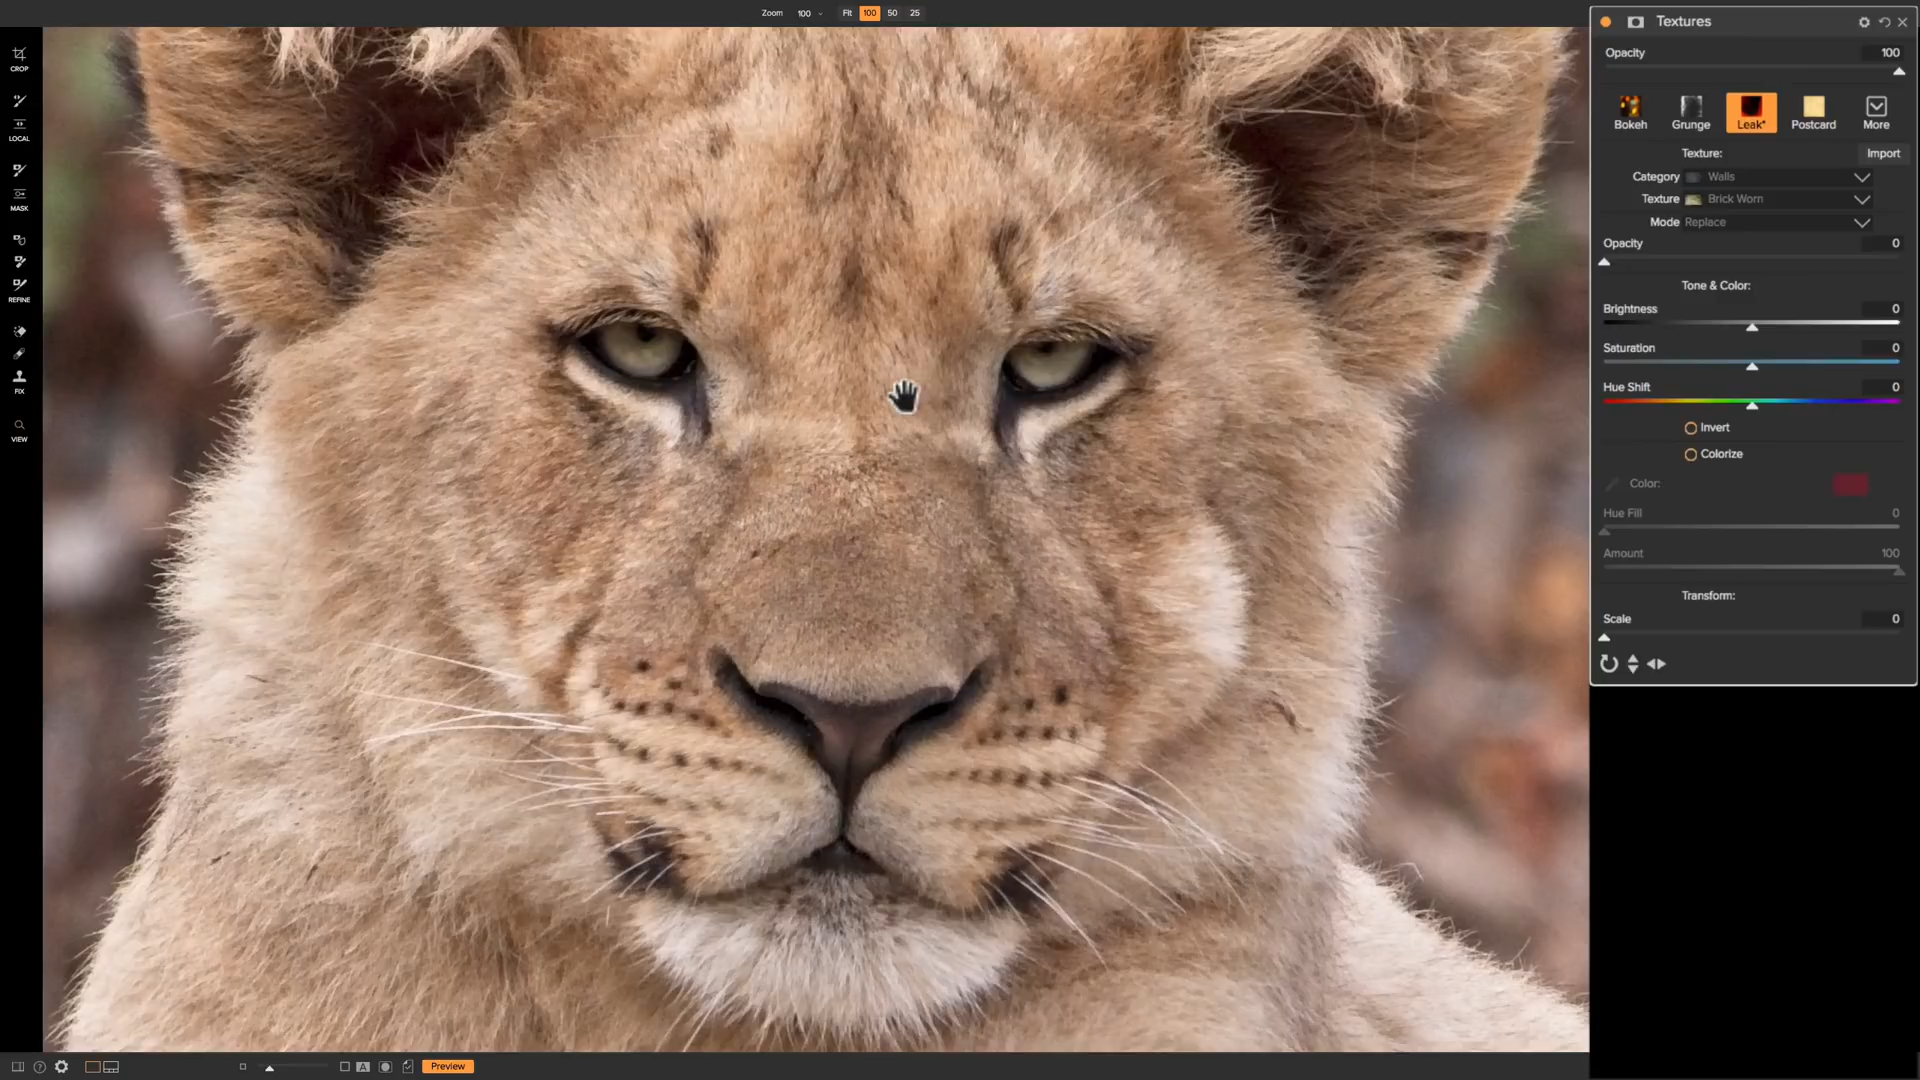 Zoom 100 Fit 100 50 25
CROP
LOCAL
MASK
REFINE
FIX
VIEW
Textures
Opacity 100
Bokeh Grunge Leak* Postcard More
Texture: Import
Category Walls
Texture Brick Worn
Mode Replace
Opacity 0
Tone & Color:
Brightness 0
Saturation 0
Hue Shift 0
Invert
Colorize
Color:
Hue Fill 0
Amount 100
Transform:
Scale 0
? A Preview